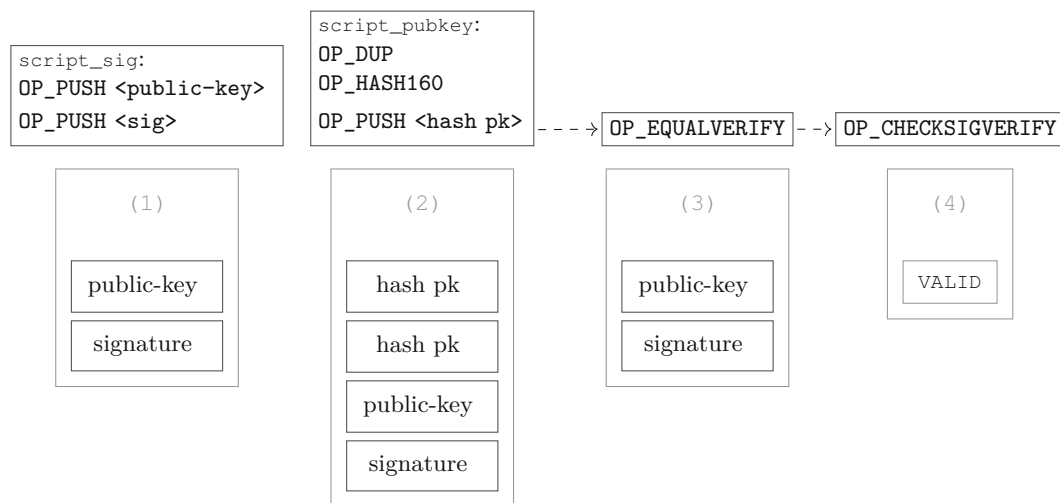 script_sig:
OP_PUSH <public-key>
OP_PUSH <sig>
script_pubkey:
OP_DUP
OP_HASH160
OP_PUSH <hash pk>
OP_EQUALVERIFY
OP_CHECKSIGVERIFY
(1)
public-key
signature
(2)
hash pk
hash pk
public-key
signature
(3)
public-key
signature
(4)
VALID